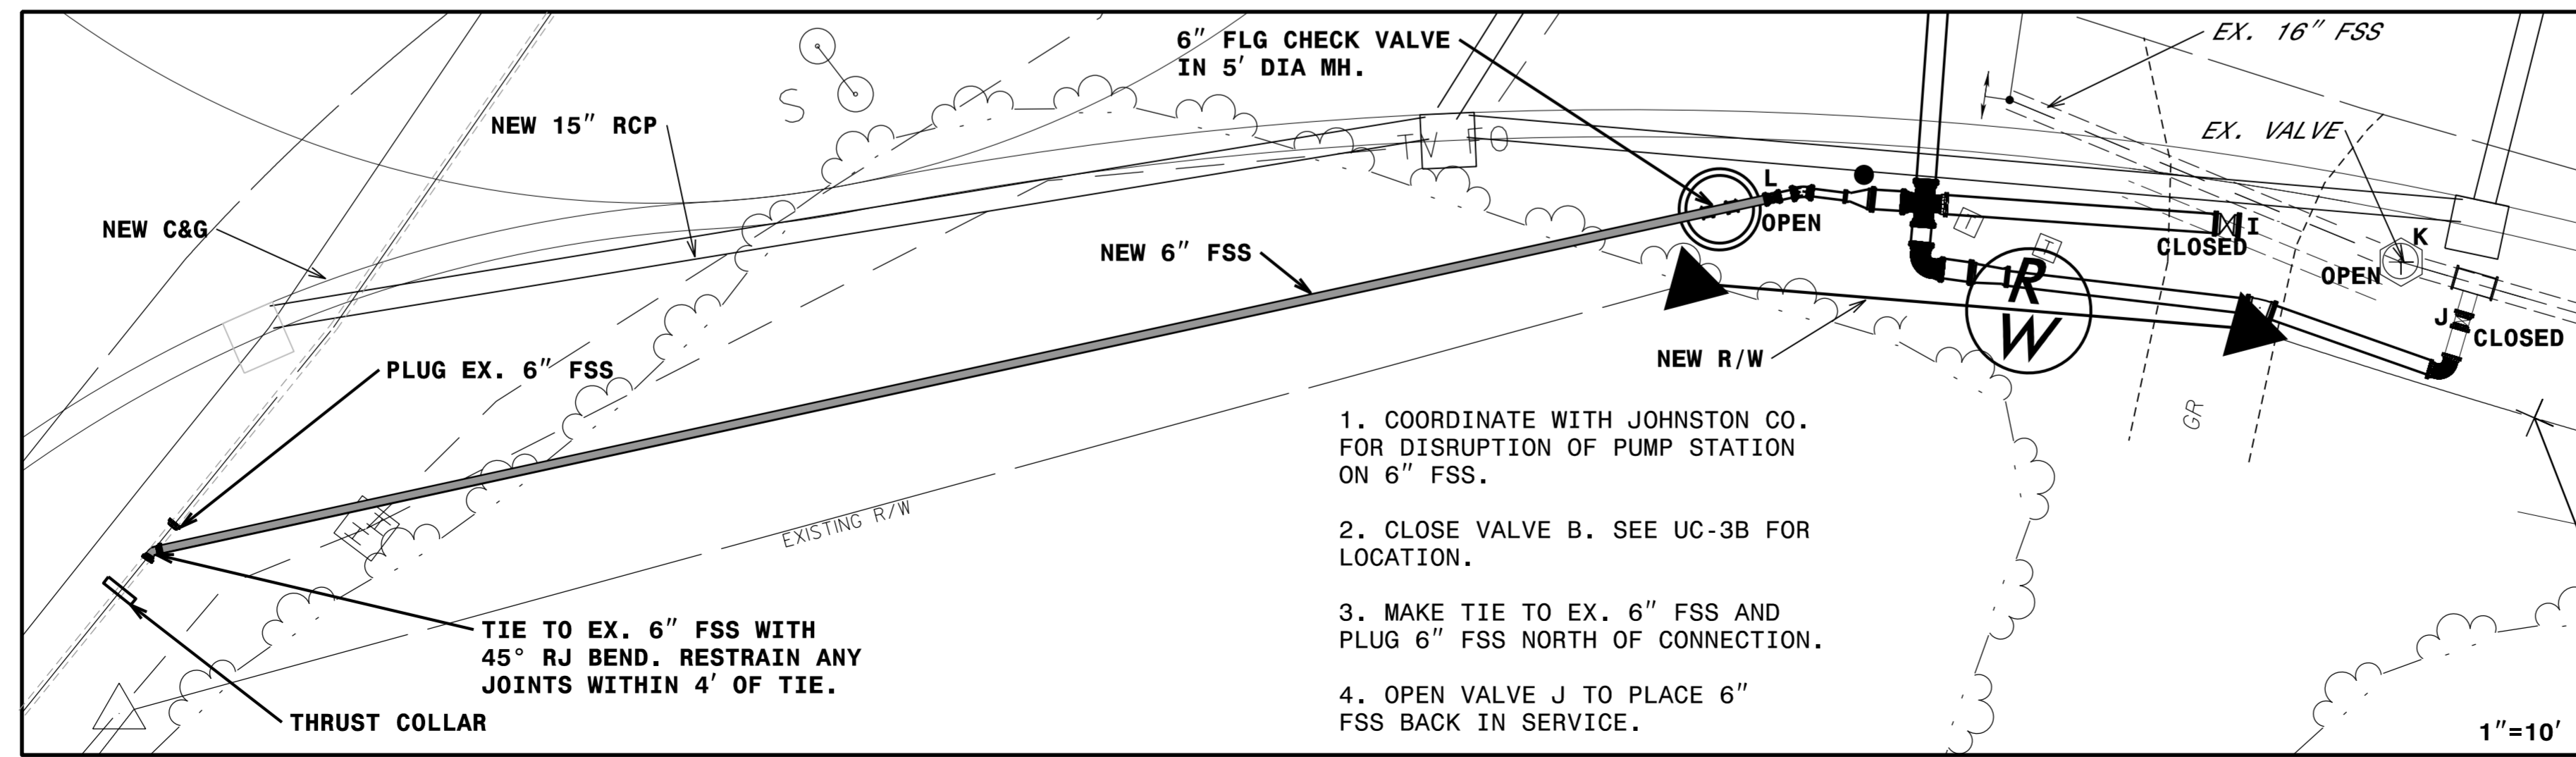 6" FLG CHECK VALVE
IN 5' DIA MH.
EX. 16" FSS
S
NEW 15" RCP
TV FO
EX. VALVE
L
OPEN
NEW C&G
I
CLOSED
T
T
K
OPEN
NEW 6" FSS
R
W
J
CLOSED
NEW R/W
PLUG EX. 6" FSS
GR
EXISTING R/W
HH
1. COORDINATE WITH JOHNSTON CO.
FOR DISRUPTION OF PUMP STATION
ON 6" FSS.
2. CLOSE VALVE B. SEE UC-3B FOR
LOCATION.
3. MAKE TIE TO EX. 6" FSS AND
PLUG 6" FSS NORTH OF CONNECTION.
4. OPEN VALVE J TO PLACE 6"
FSS BACK IN SERVICE.
TIE TO EX. 6" FSS WITH
45° RJ BEND. RESTRAIN ANY
JOINTS WITHIN 4' OF TIE.
THRUST COLLAR
1"=10'